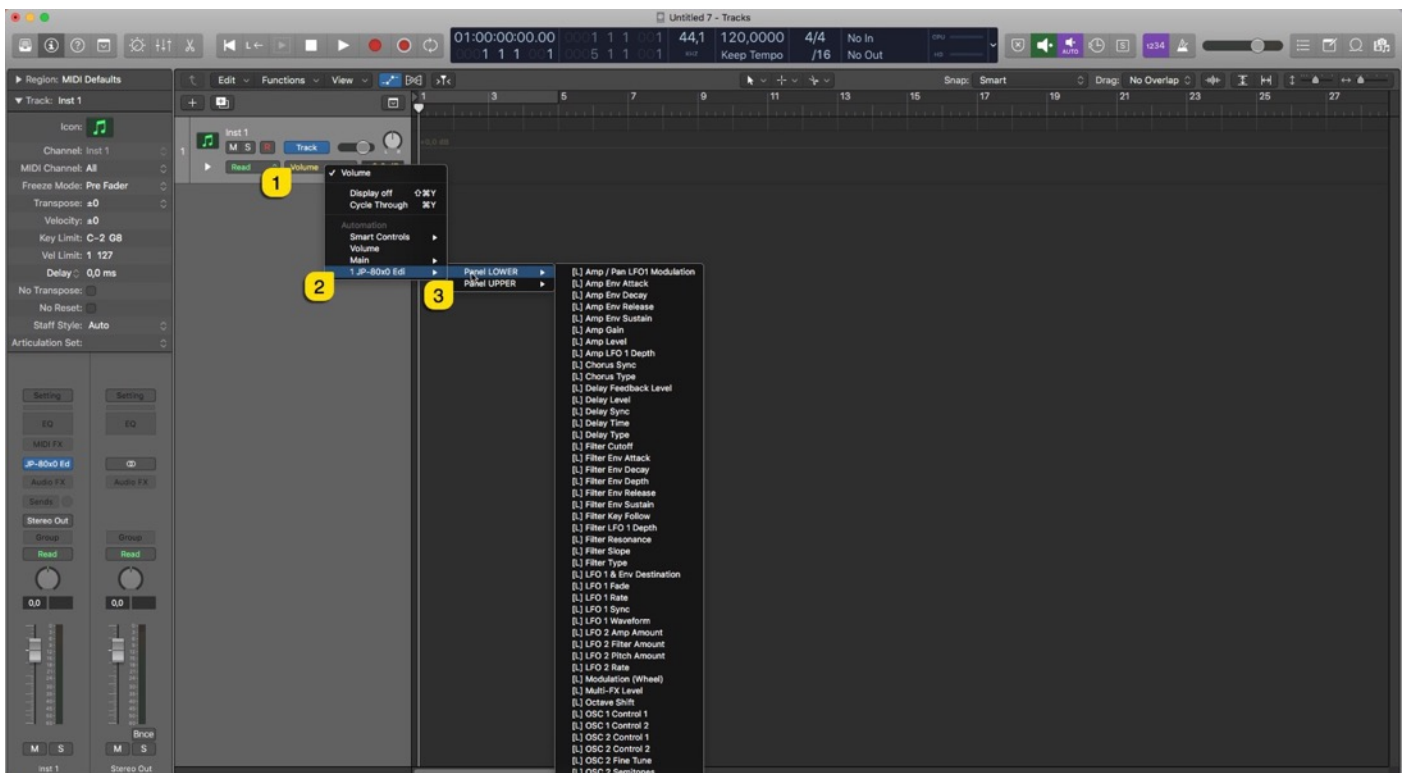 Untitled 7 - Tracks
01:00:00:00.00
1 1 1 001
0001 1 1 001
0005 1 1 001
44,1
120,0000
Keep Tempo
4/4
/16
No In
No Out
CPU
HD
AUTO
S
1234
Region: MIDI Defaults
Edit
Functions
View
Snap: Smart
Drag: No Overlap
Track: Inst 1
1 3 5 7 9 11 13 15 17 19 21 23 25 27
Icon:
Channel: Inst 1
MIDI Channel: All
Freeze Mode: Pre Fader
Transpose: ±0
Velocity: ±0
Key Limit: C-2 G8
Vel Limit: 1 127
Delay 0,0 ms
No Transpose:
No Reset:
Staff Style: Auto
Articulation Set:
1
Inst 1
M S R Track
Read
Volume
1
✓ Volume
Display off ⇧⌘Y
Cycle Through ⌘Y
Automation
Smart Controls
Volume
Main
1 JP-80x0 Edi
2
Panel LOWER
Panel UPPER
3
[L] Amp / Pan LFO1 Modulation
[L] Amp Env Attack
[L] Amp Env Decay
[L] Amp Env Release
[L] Amp Env Sustain
[L] Amp Gain
[L] Amp Level
[L] Amp LFO 1 Depth
[L] Chorus Sync
[L] Chorus Type
[L] Delay Feedback Level
[L] Delay Level
[L] Delay Sync
[L] Delay Time
[L] Delay Type
[L] Filter Cutoff
[L] Filter Env Attack
[L] Filter Env Decay
[L] Filter Env Depth
[L] Filter Env Release
[L] Filter Env Sustain
[L] Filter Key Follow
[L] Filter LFO 1 Depth
[L] Filter Resonance
[L] Filter Slope
[L] Filter Type
[L] LFO 1 & Env Destination
[L] LFO 1 Fade
[L] LFO 1 Rate
[L] LFO 1 Sync
[L] LFO 1 Waveform
[L] LFO 2 Amp Amount
[L] LFO 2 Filter Amount
[L] LFO 2 Pitch Amount
[L] LFO 2 Rate
[L] Modulation (Wheel)
[L] Multi-FX Level
[L] Octave Shift
[L] OSC 1 Control 1
[L] OSC 1 Control 2
[L] OSC 2 Control 1
[L] OSC 2 Control 2
[L] OSC 2 Fine Tune
[L] OSC 2 Semitones
Setting Setting
EQ EQ
MIDI FX
JP-80x0 Ed
Audio FX Audio FX
Sends
Stereo Out
Group Group
Read Read
0,0 0,0
Bnce
M S M S
Inst 1 Stereo Out